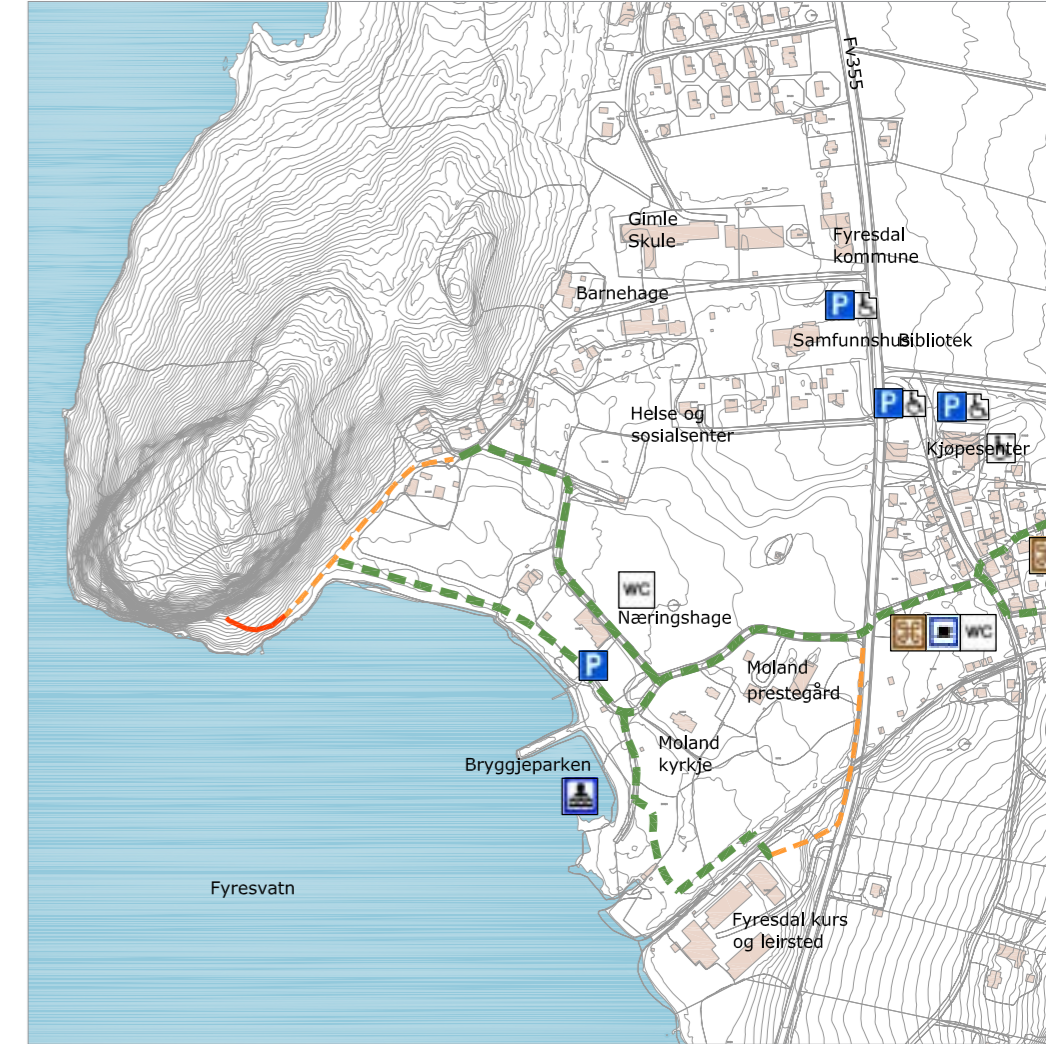 FV355
Gimle
Skule
Fyresdal
kommune
Barnehage
P
Samfunnshus
Bibliotek
P
P
Helse og
sosialsenter
Kjøpesenter
WC
Næringshage
WC
P
Moland
prestegård
Moland
kyrkje
Bryggjeparken
Fyresvatn
Fyresdal kurs
og leirsted